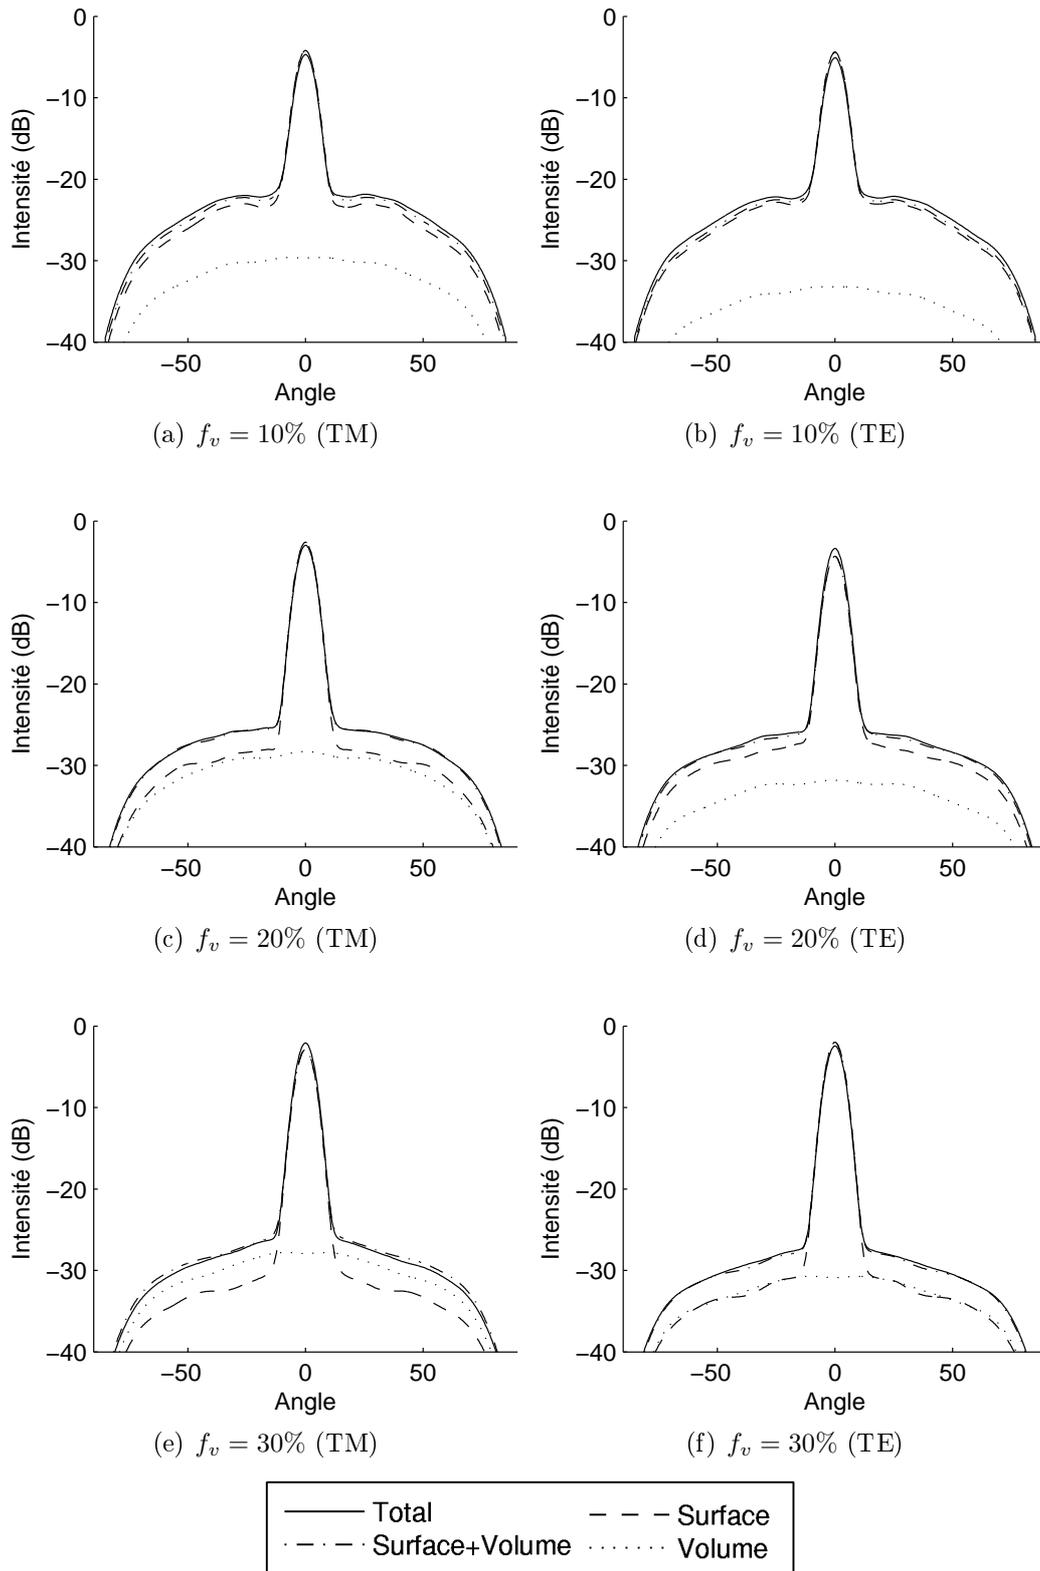 0
−10
−20
−30
−40
Intensité (dB)
−50 0 50
Angle
(a) f_v = 10% (TM)
0
−10
−20
−30
−40
Intensité (dB)
−50 0 50
Angle
(b) f_v = 10% (TE)
0
−10
−20
−30
−40
Intensité (dB)
−50 0 50
Angle
(c) f_v = 20% (TM)
0
−10
−20
−30
−40
Intensité (dB)
−50 0 50
Angle
(d) f_v = 20% (TE)
0
−10
−20
−30
−40
Intensité (dB)
−50 0 50
Angle
(e) f_v = 30% (TM)
0
−10
−20
−30
−40
Intensité (dB)
−50 0 50
Angle
(f) f_v = 30% (TE)
Total
Surface
Surface+Volume
Volume